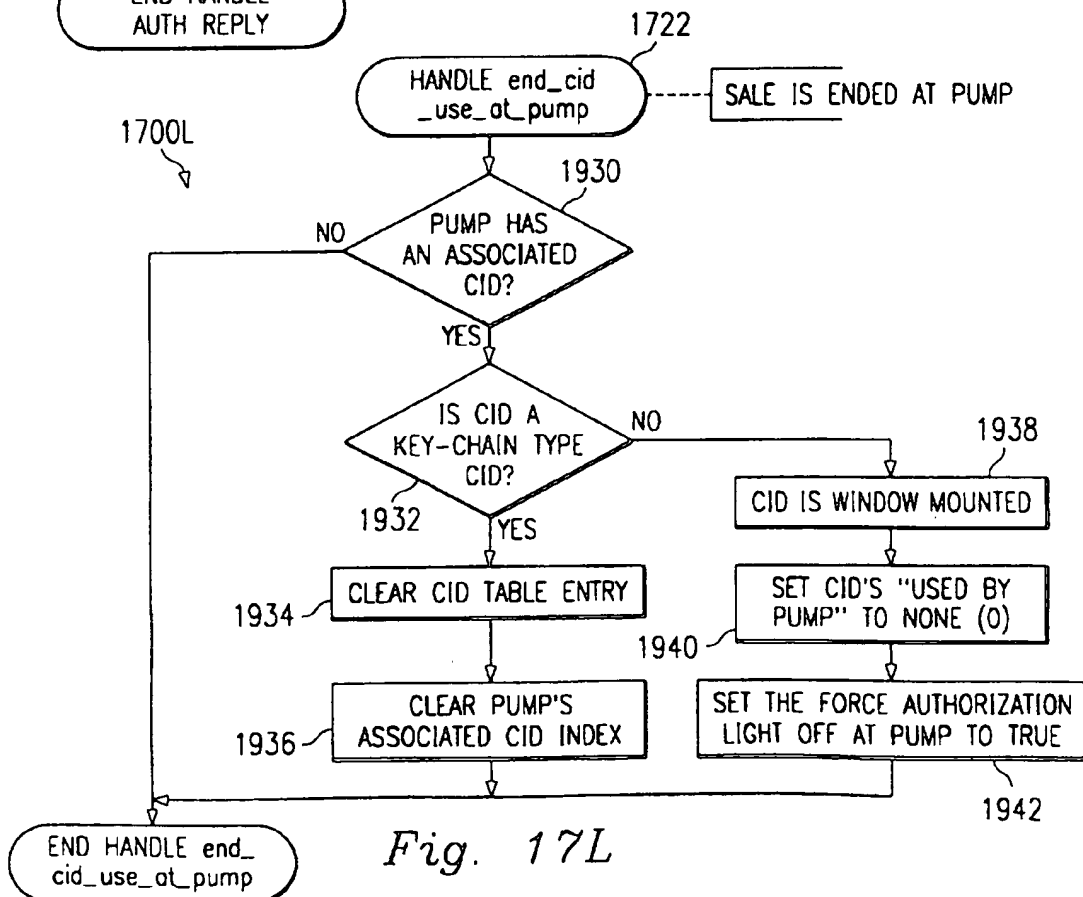 AUTH REPLY
1722
HANDLE end_cid
_use_at_pump
SALE IS ENDED AT PUMP
1700L
1930
PUMP HAS
AN ASSOCIATED
CID?
NO
YES
IS CID A
KEY-CHAIN TYPE
CID?
NO
1932
YES
1938
CID IS WINDOW MOUNTED
CLEAR CID TABLE ENTRY
1934
SET CID'S "USED BY
PUMP" TO NONE (0)
1940
CLEAR PUMP'S
ASSOCIATED CID INDEX
1936
SET THE FORCE AUTHORIZATION
LIGHT OFF AT PUMP TO TRUE
1942
END HANDLE end_
cid_use_at_pump
Fig. 17L